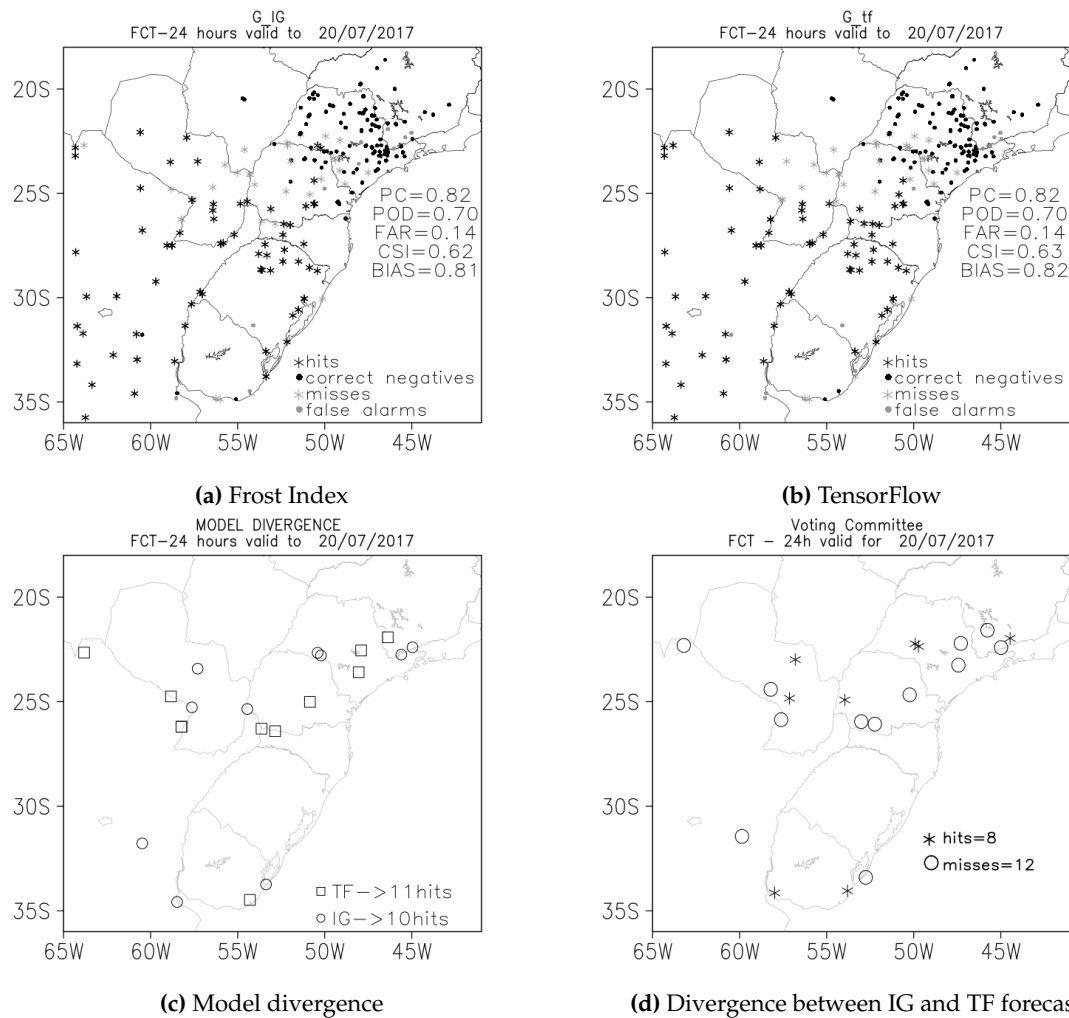 G_IG
FCT-24 hours valid to 20/07/2017
20S
25S
30S
35S
65W 60W 55W 50W 45W
PC=0.82
POD=0.70
FAR=0.14
CSI=0.62
BIAS=0.81
hits
correct negatives
misses
false alarms
(a) Frost Index
G_tf
FCT-24 hours valid to 20/07/2017
20S
25S
30S
35S
65W 60W 55W 50W 45W
PC=0.82
POD=0.70
FAR=0.14
CSI=0.63
BIAS=0.82
hits
correct negatives
misses
false alarms
(b) TensorFlow
MODEL DIVERGENCE
FCT-24 hours valid to 20/07/2017
20S
25S
30S
35S
65W 60W 55W 50W 45W
TF->11hits
IG->10hits
(c) Model divergence
Voting Committee
FCT - 24h valid for 20/07/2017
20S
25S
30S
35S
65W 60W 55W 50W 45W
hits=8
misses=12
(d) Divergence between IG and TF forecas